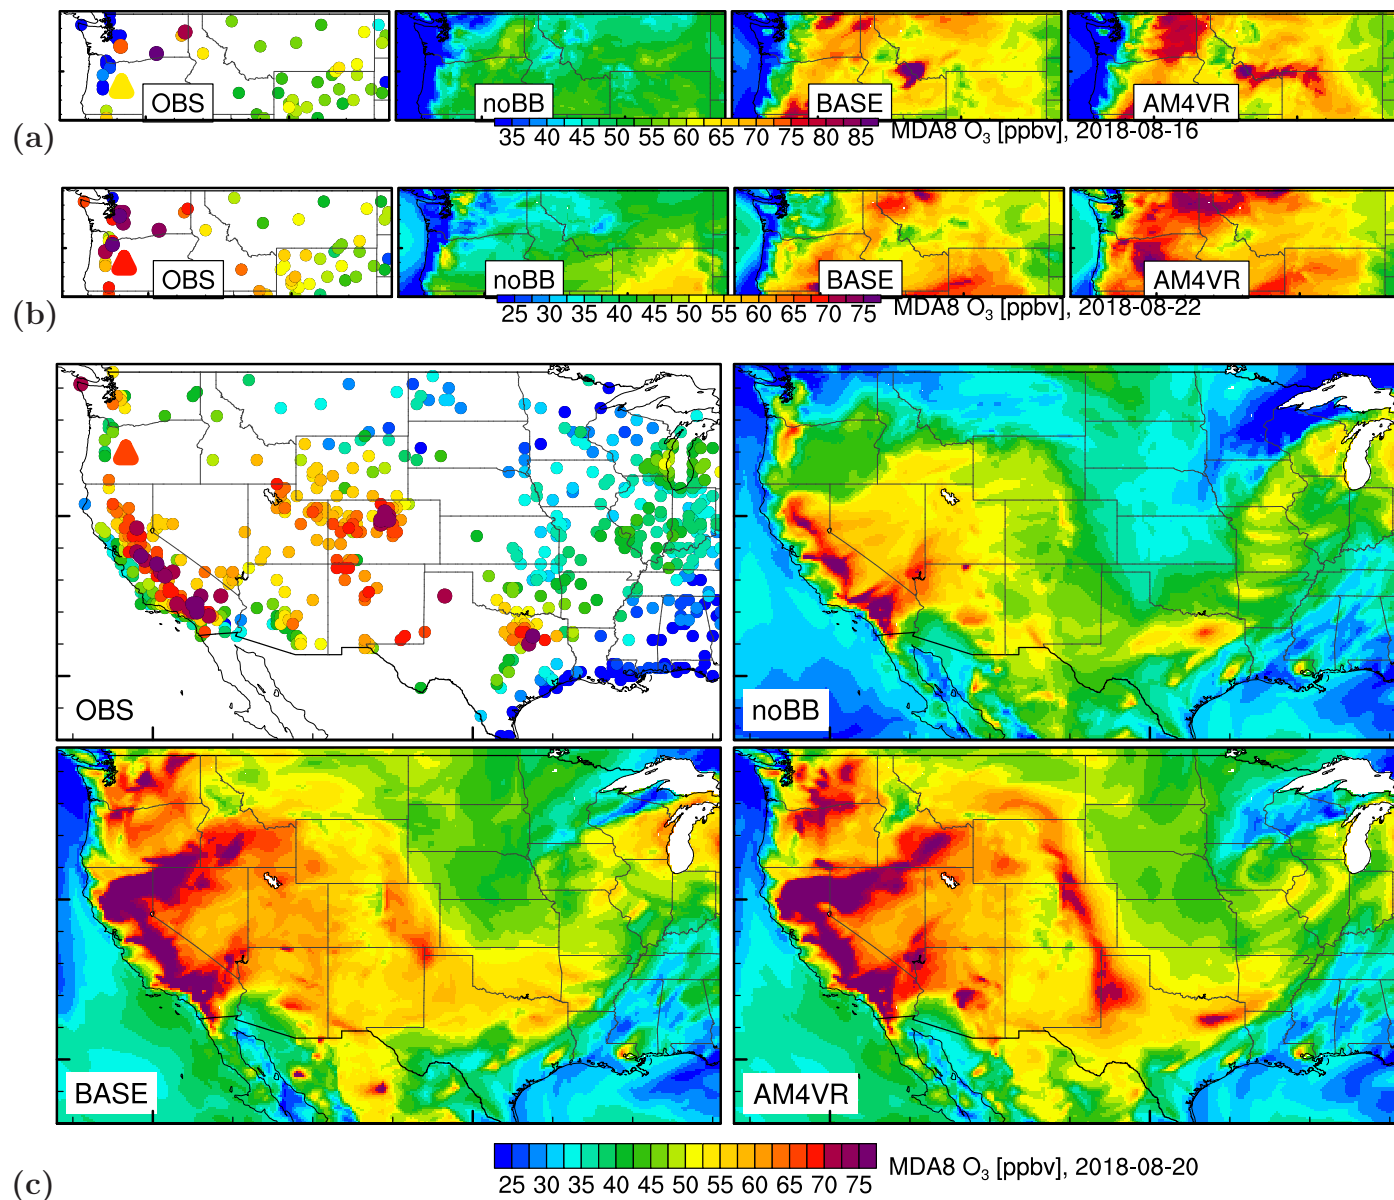 OBS noBB BASE AM4VR
(a) 35 40 45 50 55 60 65 70 75 80 85 MDA8 O₃ [ppbv], 2018-08-16
OBS noBB BASE AM4VR
(b) 25 30 35 40 45 50 55 60 65 70 75 MDA8 O₃ [ppbv], 2018-08-22
OBS noBB
BASE AM4VR
(c) 25 30 35 40 45 50 55 60 65 70 75 MDA8 O₃ [ppbv], 2018-08-20